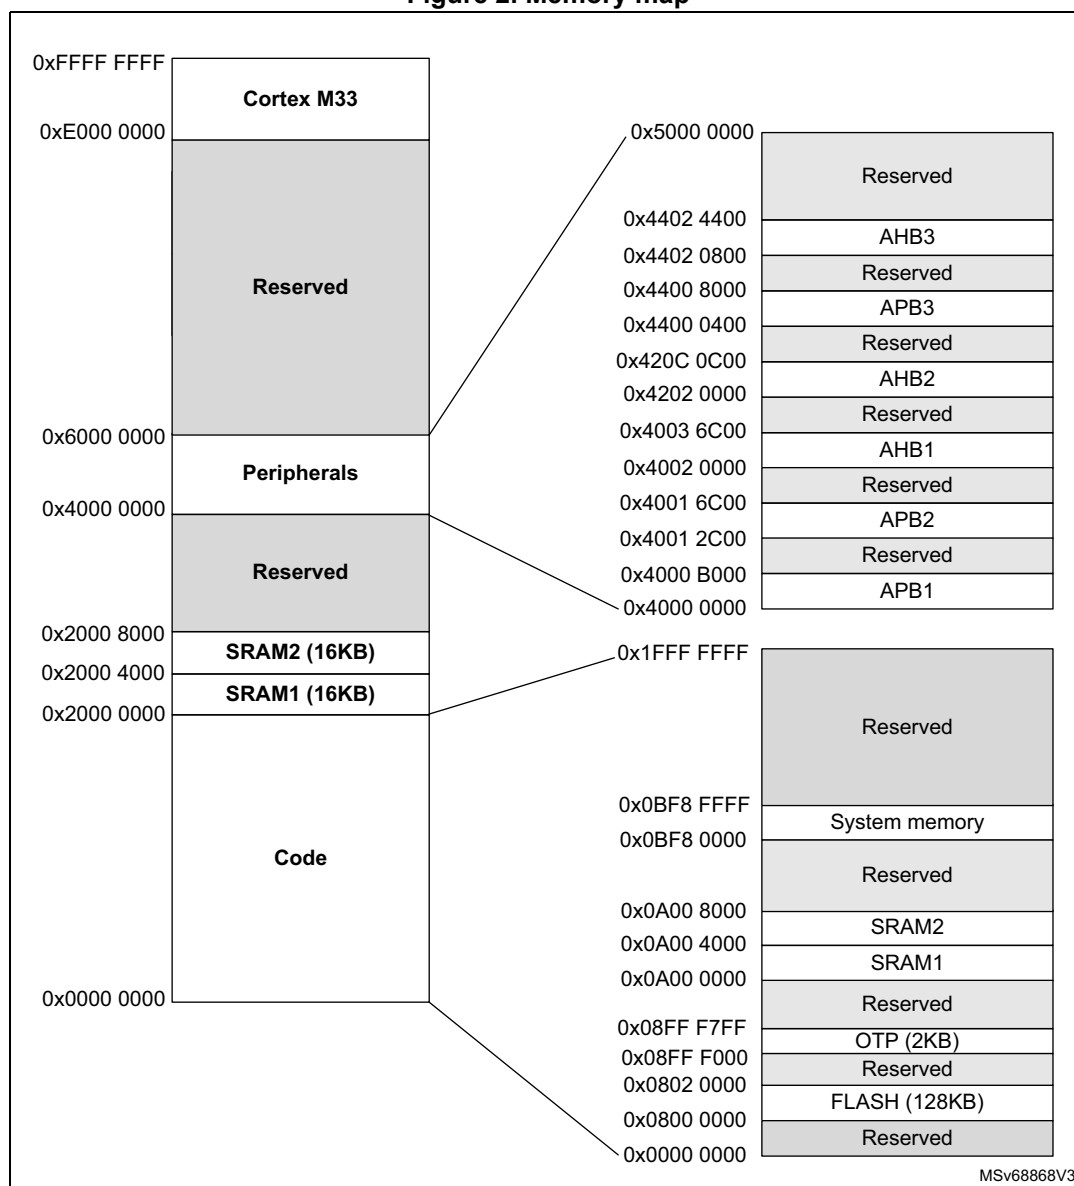 Figure 2. Memory map
0xFFFF FFFF
Cortex M33
0xE000 0000
Reserved
0x6000 0000
Peripherals
0x4000 0000
Reserved
0x2000 8000
SRAM2 (16KB)
0x2000 4000
SRAM1 (16KB)
0x2000 0000
Code
0x0000 0000
0x5000 0000
Reserved
0x4402 4400
AHB3
0x4402 0800
Reserved
0x4400 8000
APB3
0x4400 0400
Reserved
0x420C 0C00
AHB2
0x4202 0000
Reserved
0x4003 6C00
AHB1
0x4002 0000
Reserved
0x4001 6C00
APB2
0x4001 2C00
Reserved
0x4000 B000
APB1
0x4000 0000
0x1FFF FFFF
Reserved
0x0BF8 FFFF
System memory
0x0BF8 0000
Reserved
0x0A00 8000
SRAM2
0x0A00 4000
SRAM1
0x0A00 0000
Reserved
0x08FF F7FF
OTP (2KB)
0x08FF F000
Reserved
0x0802 0000
FLASH (128KB)
0x0800 0000
Reserved
0x0000 0000
MSv68868V3